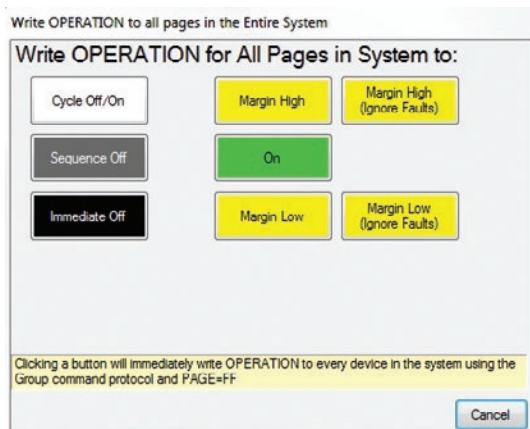 Write OPERATION to all pages in the Entire System
Write OPERATION for All Pages in System to:
Cycle Off/On
Margin High
Margin High
(Ignore Faults)
Sequence Off
On
Immediate Off
Margin Low
Margin Low
(Ignore Faults)
Clicking a button will immediately write OPERATION to every device in the system using the
Group command protocol and PAGE=FF
Cancel